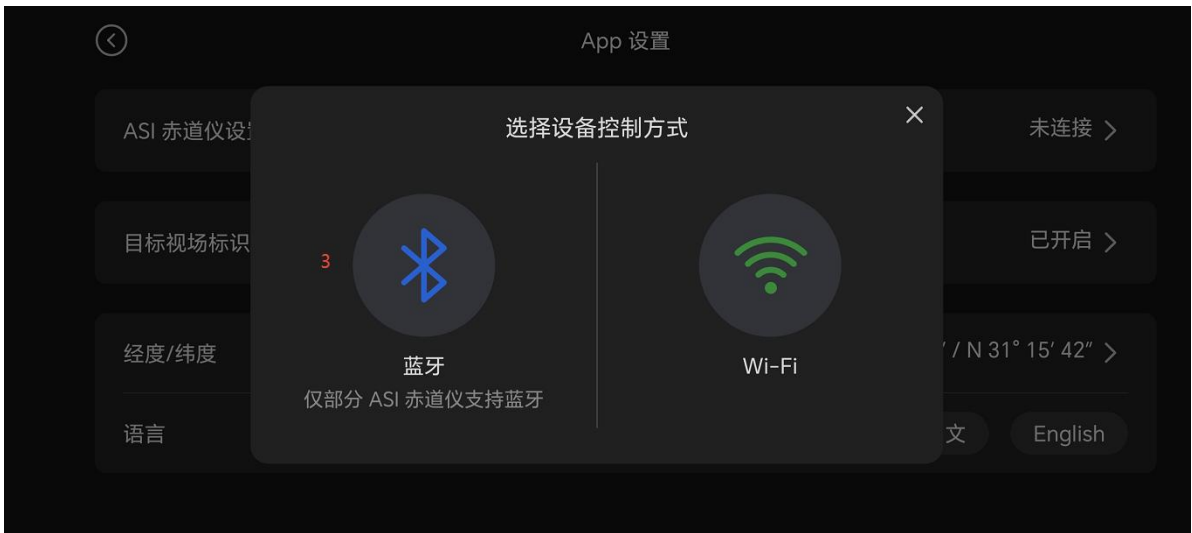 App 设置
选择设备控制方式
ASI 赤道仪设
未连接
目标视场标识
已开启
3
蓝牙
Wi-Fi
仅部分 ASI 赤道仪支持蓝牙
经度/纬度
′ / N 31° 15′ 42″
语言
文
English